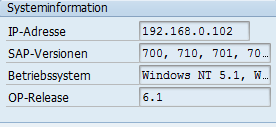 Systeminformation
IP-Adresse 192.168.0.102
SAP-Versionen 700, 710, 701, 70...
Betriebssystem Windows NT 5.1, W...
OP-Release 6.1